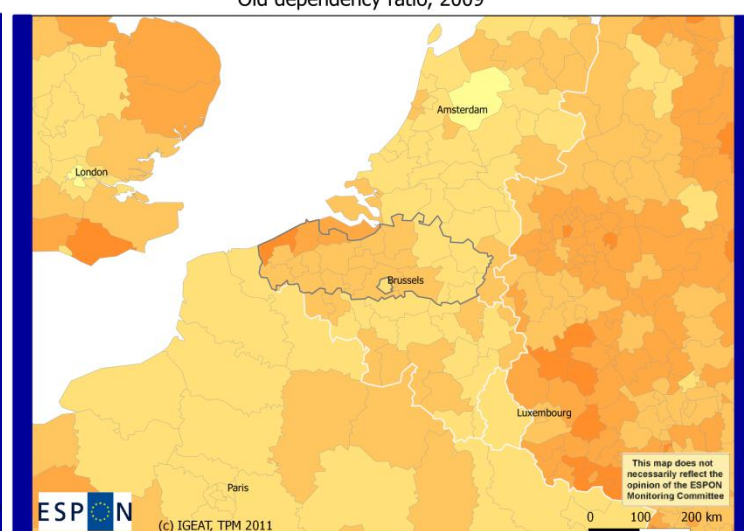 Old dependency ratio, 2009
Amsterdam
London
Brussels
Luxembourg
Paris
This map does not
necessarily reflect the
opinion of the ESPON
Monitoring Committee
ESPON
(c) IGEAT, TPM 2011
0 100 200 km